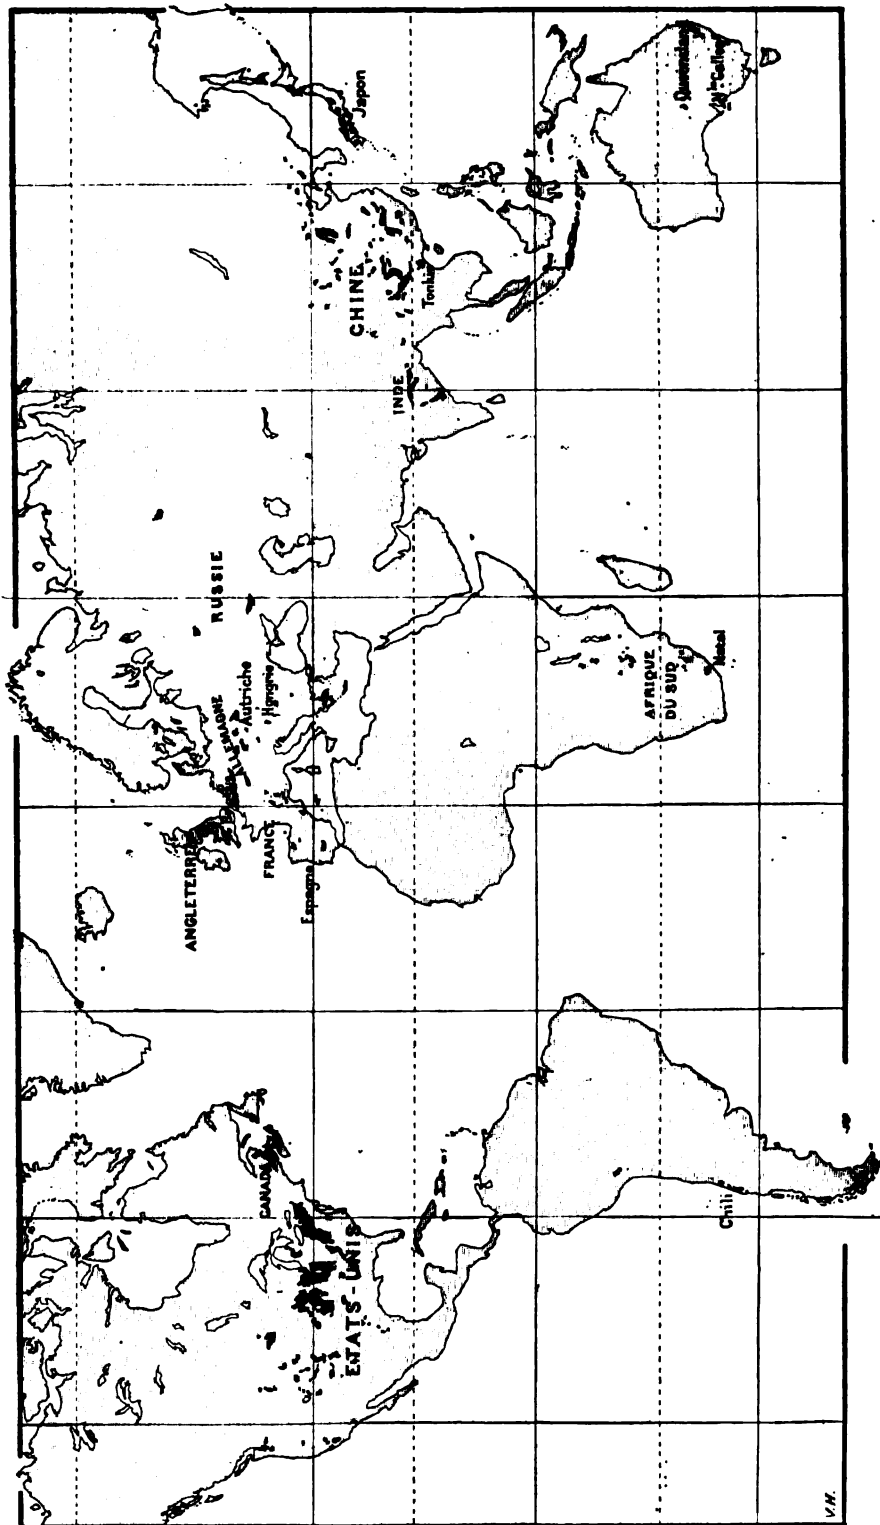 ANGLETERRE
ALLEMAGNE
RUSSIE
Autriche
Hongrie
FRANCE
Espagne
CANADA
ETATS-UNIS
CHINE
Japon
Tonkin
INDE
AFRIQUE
DU SUD
Natal
Queensland
Chili
V.H.